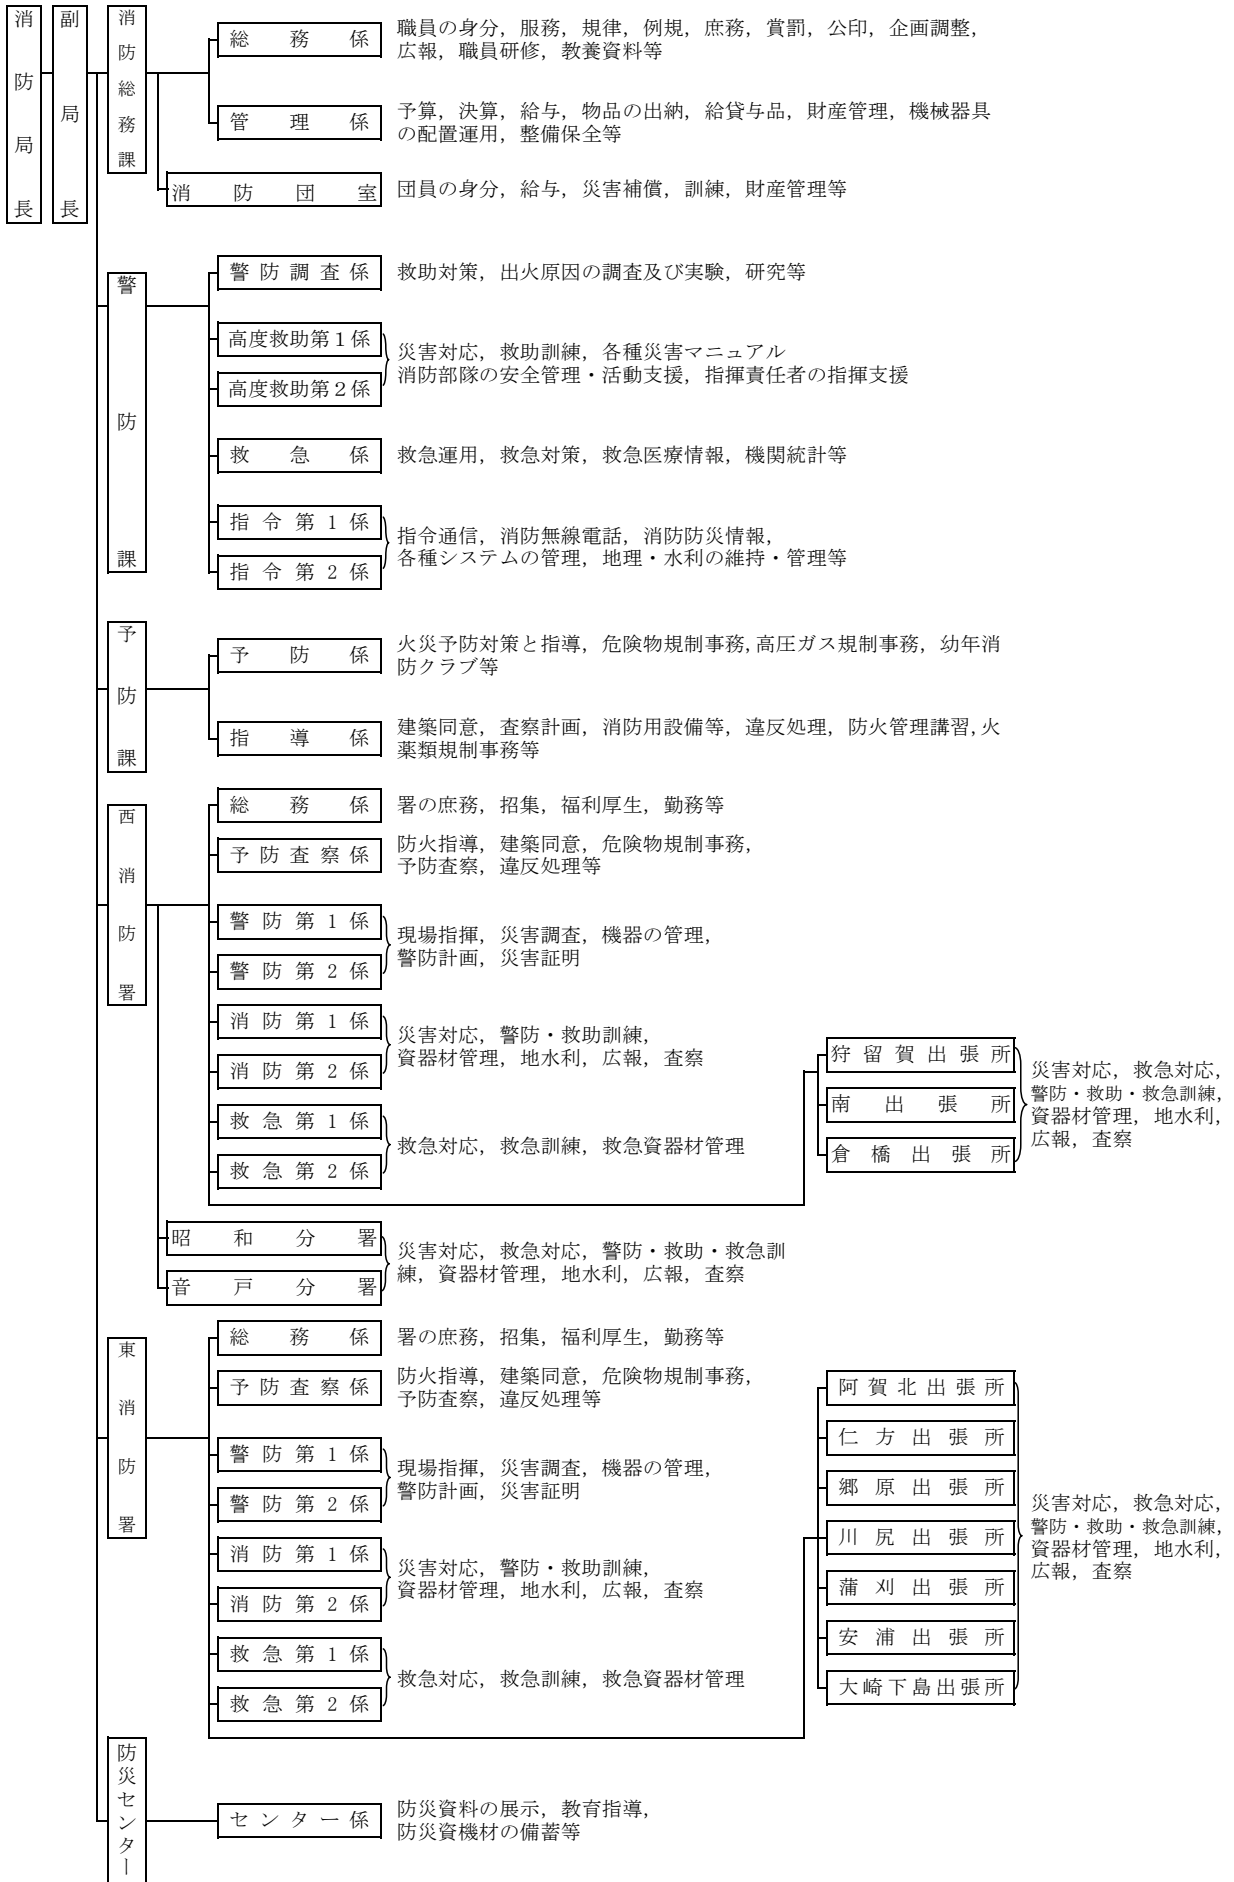 消防局長
副局長
消防総務課
総務係
職員の身分，服務，規律，例規，庶務，賞罰，公印，企画調整，
広報，職員研修，教養資料等
管理係
予算，決算，給与，物品の出納，給貸与品，財産管理，機械器具
の配置運用，整備保全等
消防団室
団員の身分，給与，災害補償，訓練，財産管理等
警防課
警防調査係
救助対策，出火原因の調査及び実験，研究等
高度救助第１係
高度救助第２係
災害対応，救助訓練，各種災害マニュアル
消防部隊の安全管理・活動支援，指揮責任者の指揮支援
救急係
救急運用，救急対策，救急医療情報，機関統計等
指令第1係
指令第2係
指令通信，消防無線電話，消防防災情報，
各種システムの管理，地理・水利の維持・管理等
予防課
予防係
火災予防対策と指導，危険物規制事務,高圧ガス規制事務，幼年消
防クラブ等
指導係
建築同意，査察計画，消防用設備等，違反処理，防火管理講習,火
薬類規制事務等
西消防署
総務係
署の庶務，招集，福利厚生，勤務等
予防査察係
防火指導，建築同意，危険物規制事務，
予防査察，違反処理等
警防第1係
警防第2係
現場指揮，災害調査，機器の管理，
警防計画，災害証明
消防第1係
消防第2係
災害対応，警防・救助訓練，
資器材管理，地水利，広報，査察
救急第1係
救急第2係
救急対応，救急訓練，救急資器材管理
狩留賀出張所
南出張所
倉橋出張所
災害対応，救急対応，
警防・救助・救急訓練，
資器材管理，地水利，
広報，査察
昭和分署
音戸分署
災害対応，救急対応，警防・救助・救急訓
練，資器材管理，地水利，広報，査察
東消防署
総務係
署の庶務，招集，福利厚生，勤務等
予防査察係
防火指導，建築同意，危険物規制事務，
予防査察，違反処理等
警防第1係
警防第2係
現場指揮，災害調査，機器の管理，
警防計画，災害証明
消防第1係
消防第2係
災害対応，警防・救助訓練，
資器材管理，地水利，広報，査察
救急第1係
救急第2係
救急対応，救急訓練，救急資器材管理
阿賀北出張所
仁方出張所
郷原出張所
川尻出張所
蒲刈出張所
安浦出張所
大崎下島出張所
災害対応，救急対応，
警防・救助・救急訓練，
資器材管理，地水利，
広報，査察
防災センター
センター係
防災資料の展示，教育指導，
防災資機材の備蓄等